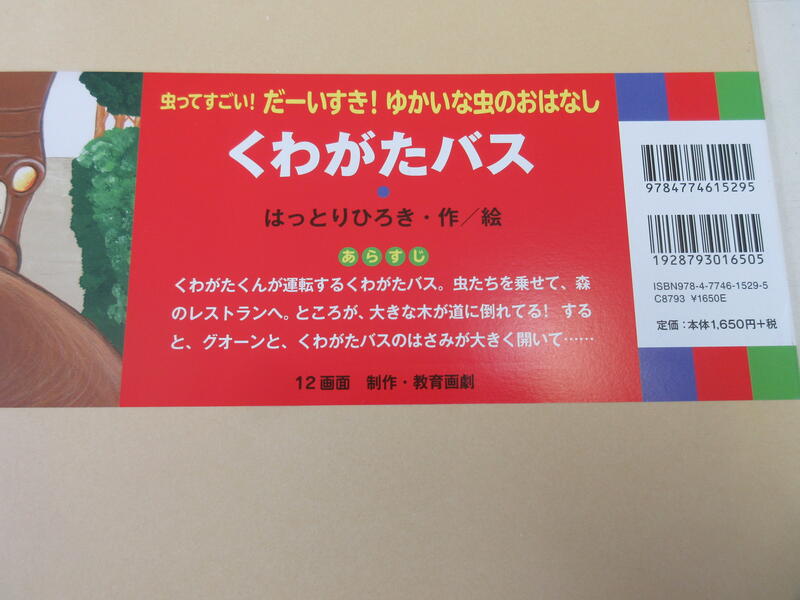 虫ってすごい! だーいすき! ゆかいな虫のおはなし
くわがたバス
はっとりひろき・作／絵
あらすじ
くわがたくんが運転するくわがたバス。虫たちを乗せて、森
のレストランへ。ところが、大きな木が道に倒れてる! する
と、グオーンと、くわがたバスのはさみが大きく開いて……
12画面 制作・教育画劇
9784774615295
1928793016505
ISBN978-4-7746-1529-5
C8793 ¥1650E
定価：本体1,650円+税